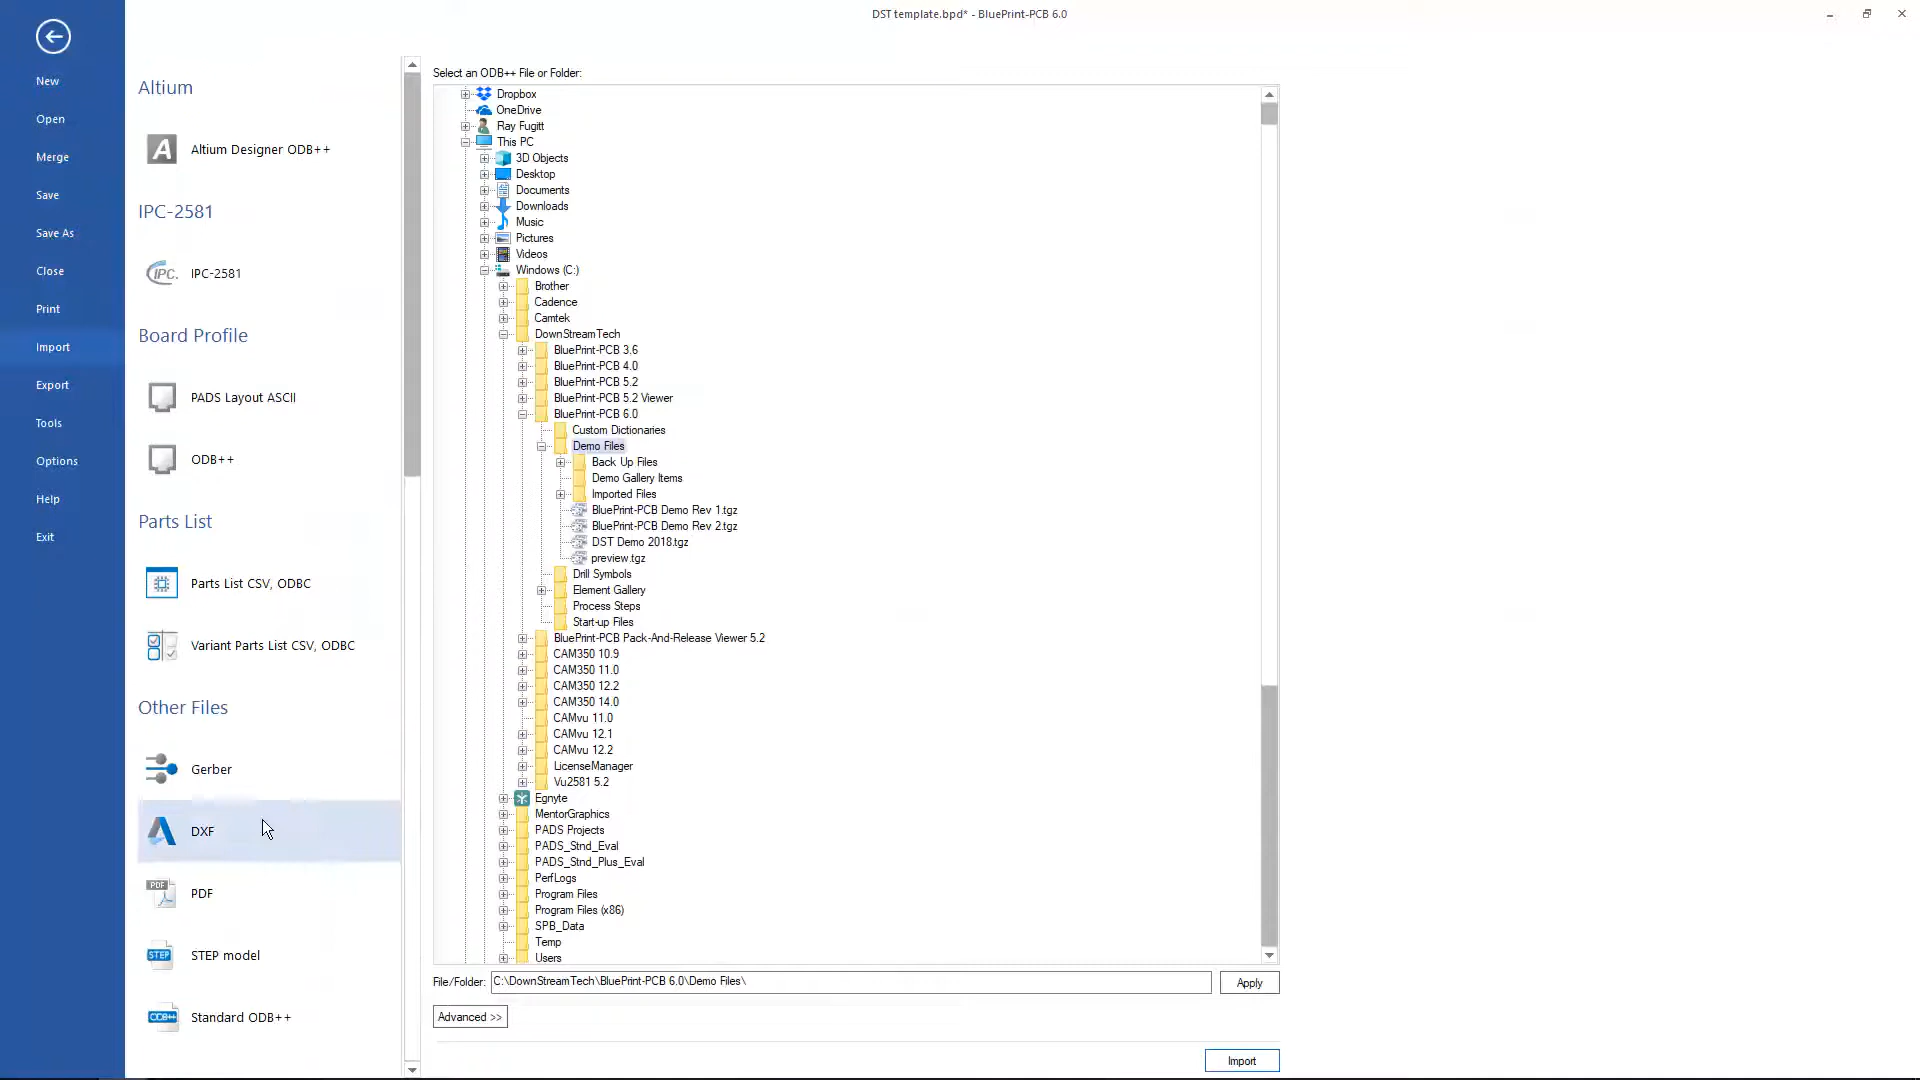 DST template.bpd* - BluePrint-PCB 6.0
New
Open
Merge
Save
Save As
Close
Print
Import
Export
Tools
Options
Help
Exit
Altium
A
Altium Designer ODB++
IPC-2581
IPC.
IPC-2581
Board Profile
PADS Layout ASCII
ODB++
Parts List
Parts List CSV, ODBC
Variant Parts List CSV, ODBC
Other Files
Gerber
DXF
PDF
PDF
STEP
STEP model
ODB++
Standard ODB++
Select an ODB++ File or Folder:
Dropbox
OneDrive
Ray Fugitt
This PC
3D Objects
Desktop
Documents
Downloads
Music
Pictures
Videos
Windows (C:)
Brother
Cadence
Camtek
DownStreamTech
BluePrint-PCB 3.6
BluePrint-PCB 4.0
BluePrint-PCB 5.2
BluePrint-PCB 5.2 Viewer
BluePrint-PCB 6.0
Custom Dictionaries
Demo Files
Back Up Files
Demo Gallery Items
Imported Files
BluePrint-PCB Demo Rev 1.tgz
BluePrint-PCB Demo Rev 2.tgz
DST Demo 2018.tgz
preview.tgz
Drill Symbols
Element Gallery
Process Steps
Start-up Files
BluePrint-PCB Pack-And-Release Viewer 5.2
CAM350 10.9
CAM350 11.0
CAM350 12.2
CAM350 14.0
CAMvu 11.0
CAMvu 12.1
CAMvu 12.2
LicenseManager
Vu2581 5.2
Egnyte
MentorGraphics
PADS Projects
PADS_Stnd_Eval
PADS_Stnd_Plus_Eval
PerfLogs
Program Files
Program Files (x86)
SPB_Data
Temp
Users
File/Folder: C:\DownStreamTech\BluePrint-PCB 6.0\Demo Files\
Apply
Advanced >>
Import